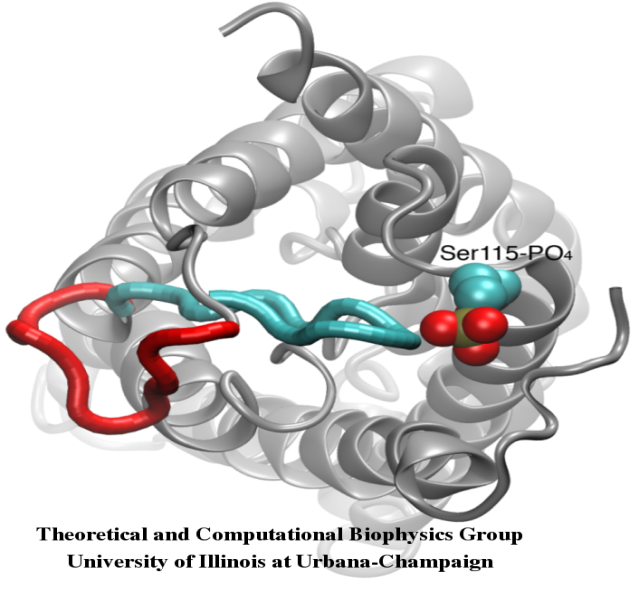 Ser115-PO₄
Theoretical and Computational Biophysics Group
University of Illinois at Urbana-Champaign